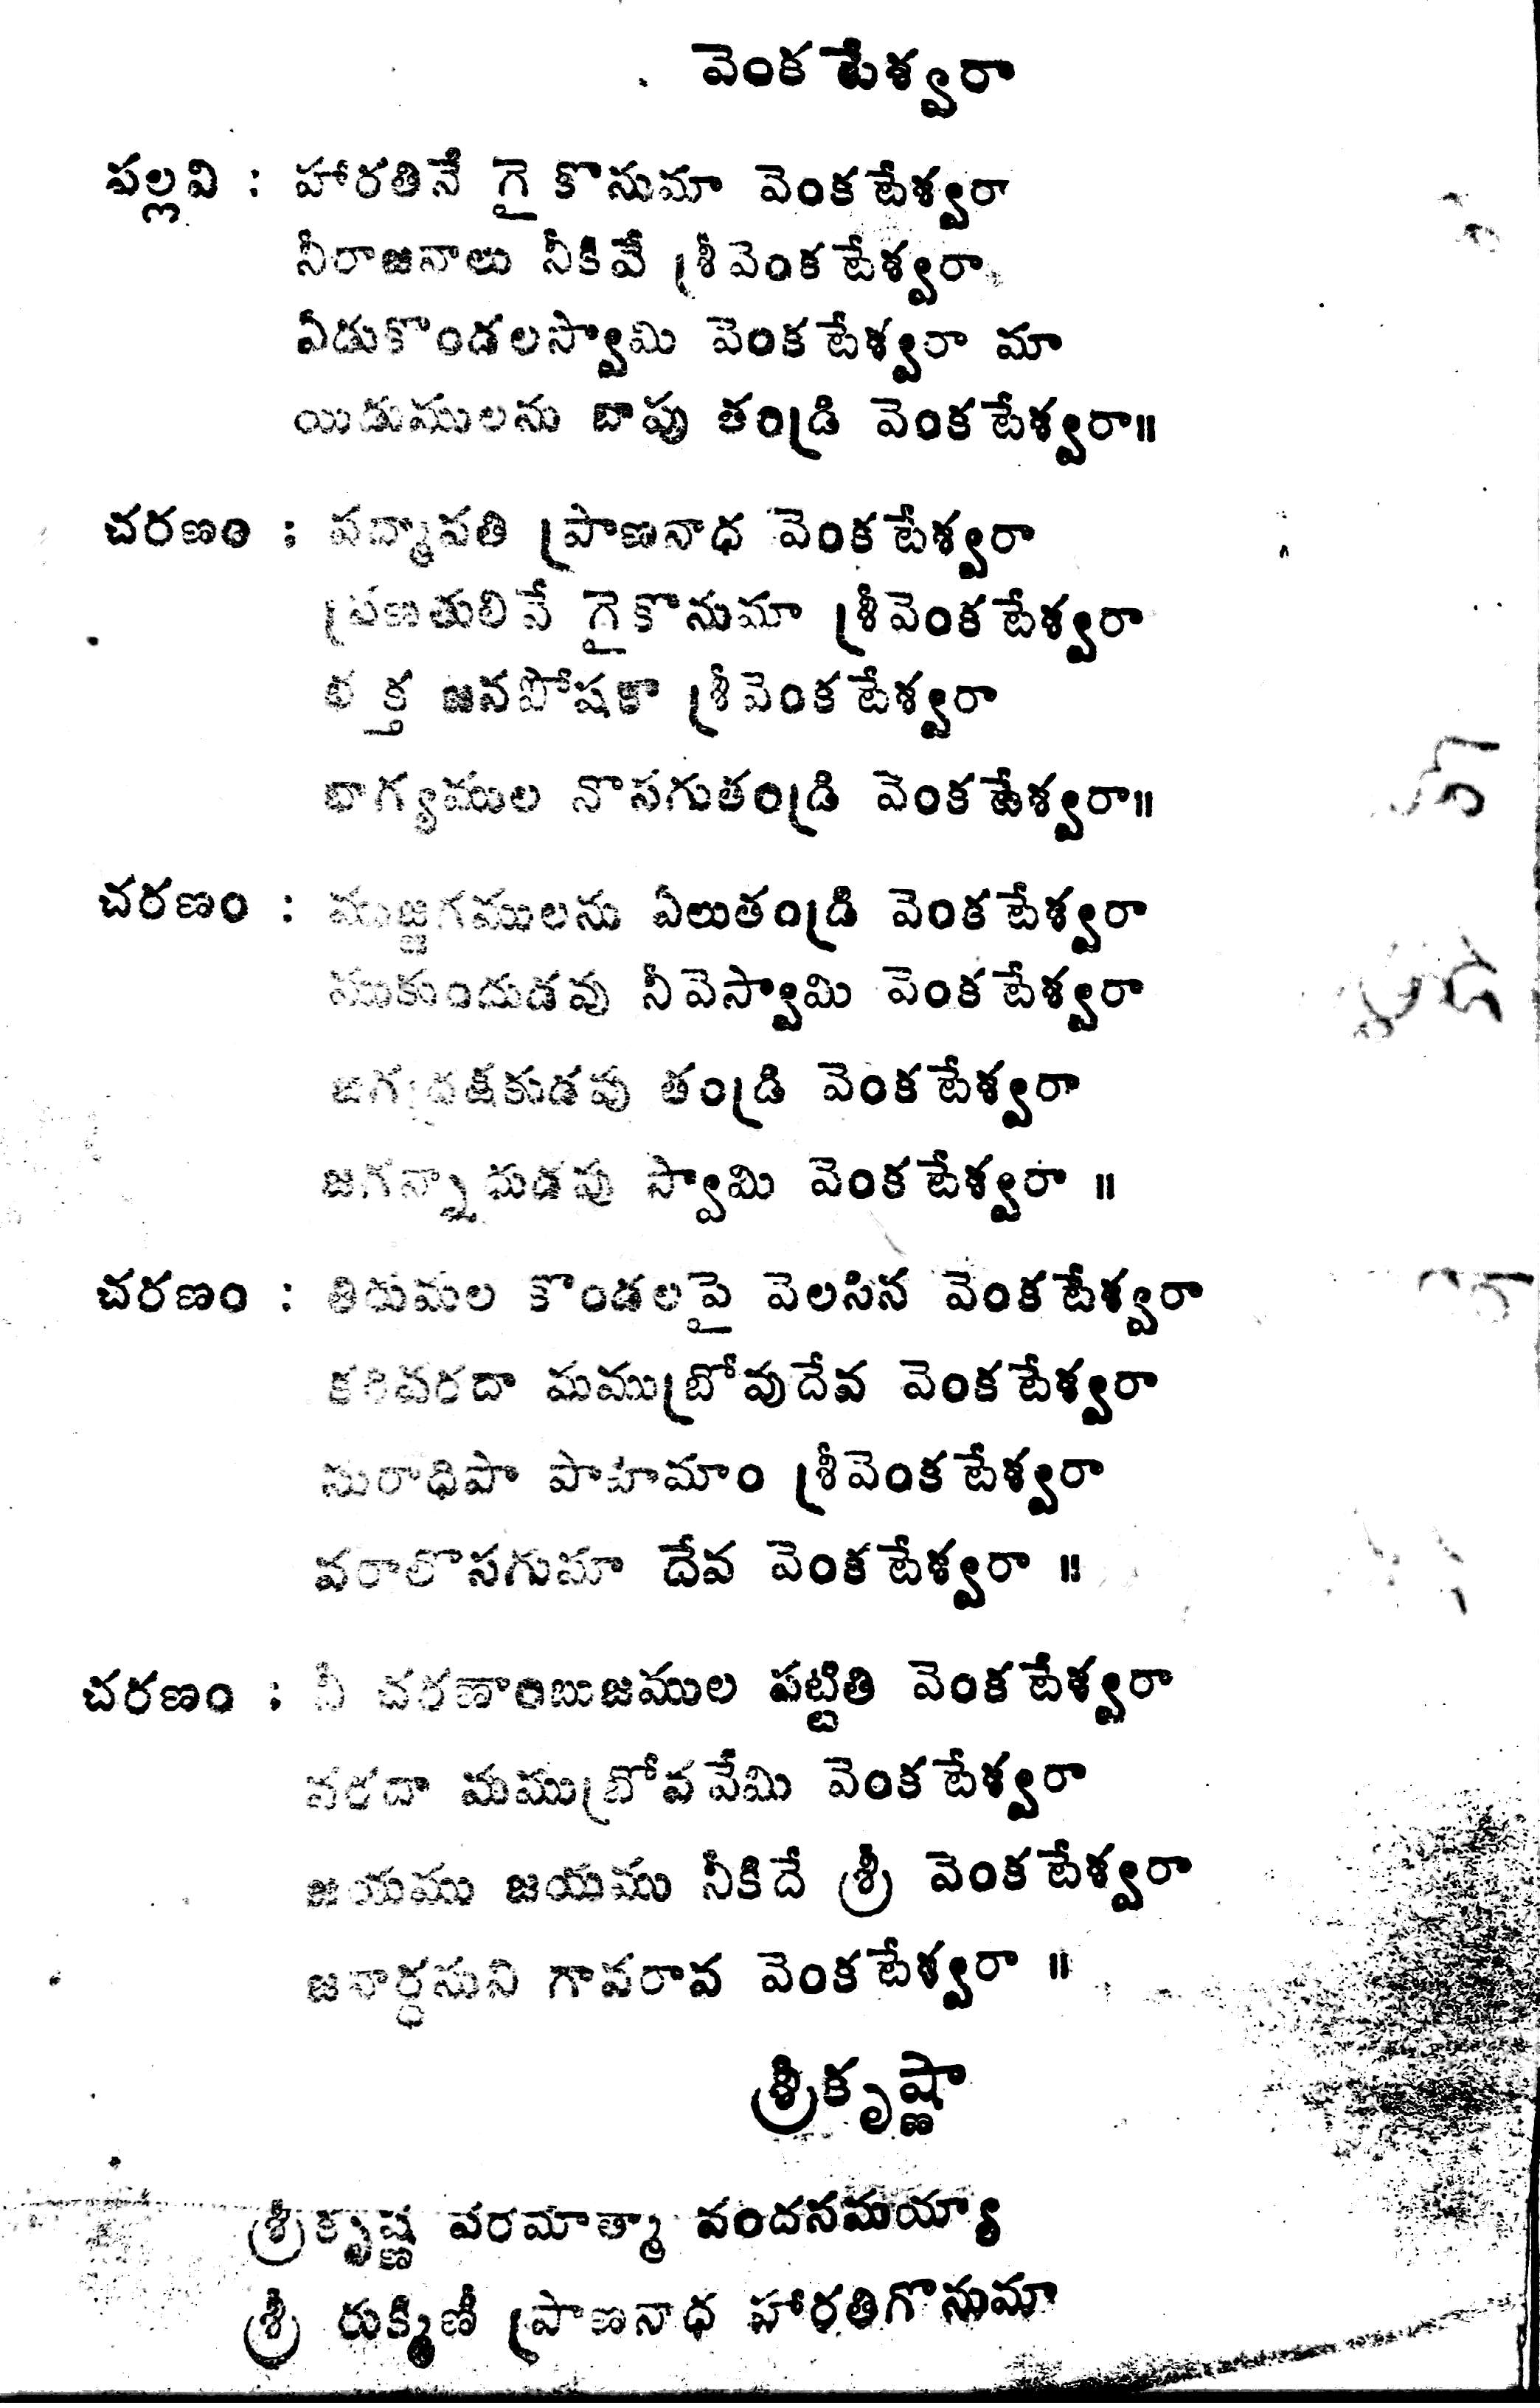 వెంకటేశ్వరా
పల్లవి : హారతినే గైకొనుమా వెంకటేశ్వరా
నీరాజనాలు నీకివే శ్రీవెంకటేశ్వరా
ఏడుకొండలస్వామి వెంకటేశ్వరా మా
యిడుములను బాపు తండ్రి వెంకటేశ్వరా॥
చరణం : పద్మావతి ప్రాణనాధ వెంకటేశ్వరా
ప్రణతులివే గైకొనుమా శ్రీవెంకటేశ్వరా
భక్త జనపోషకా శ్రీవెంకటేశ్వరా
భాగ్యముల నొసగుతండ్రి వెంకటేశ్వరా॥
చరణం : ముజ్జగములను ఏలుతండ్రి వెంకటేశ్వరా
ముకుందుడవు నీవెస్వామి వెంకటేశ్వరా
జగద్రక్షకుడవు తండ్రి వెంకటేశ్వరా
జగన్నాధుడవు స్వామి వెంకటేశ్వరా ॥
చరణం : తిరుమల కొండలపై వెలసిన వెంకటేశ్వరా
కరివరదా మముబ్రోవుదేవ వెంకటేశ్వరా
సురాధిపా పాహిమాం శ్రీవెంకటేశ్వరా
వరాలొసగుమా దేవ వెంకటేశ్వరా ॥
చరణం : నీ చరణాంబుజముల పట్టితి వెంకటేశ్వరా
వరదా మముబ్రోవవేమి వెంకటేశ్వరా
జయము జయము నీకిదే శ్రీ వెంకటేశ్వరా
జనార్ధనుని గావరావ వెంకటేశ్వరా ॥
శ్రీకృష్ణా
శ్రీకృష్ణ పరమాత్మా వందనమయ్యా
శ్రీ రుక్మిణీ ప్రాణనాధ హారతిగొనుమా